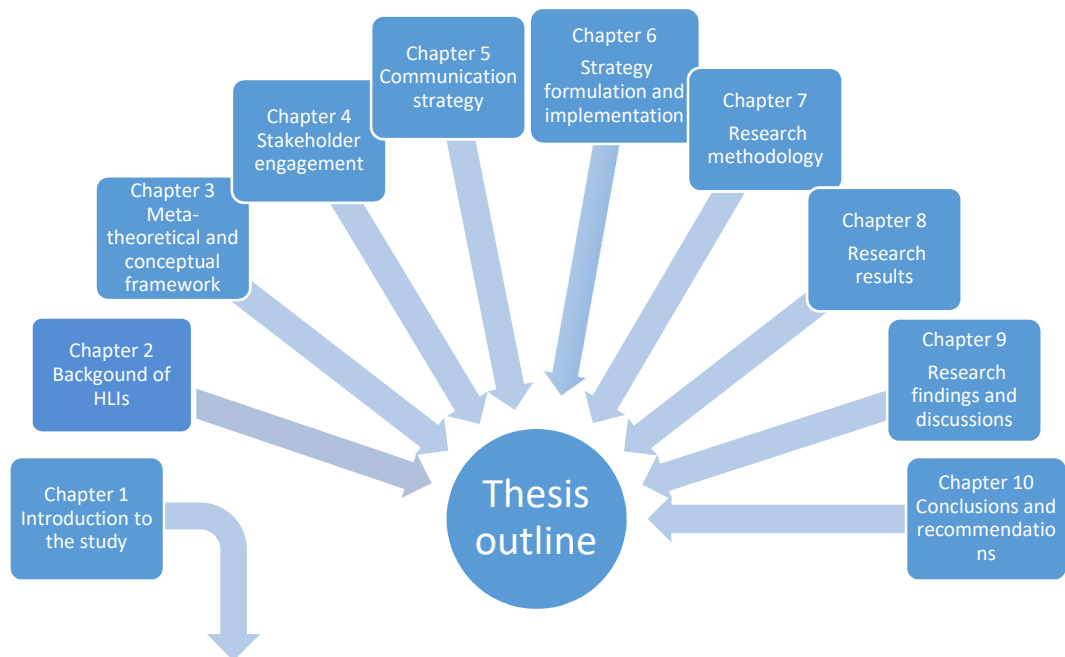 Chapter 1
Introduction to
the study
Chapter 2
Backgound of
HLIs
Chapter 3
Meta-
theoretical and
conceptual
framework
Chapter 4
Stakeholder
engagement
Chapter 5
Communication
strategy
Chapter 6
Strategy
formulation and
implementation
Chapter 7
Research
methodology
Chapter 8
Research
results
Chapter 9
Research
findings and
discussions
Chapter 10
Conclusions and
recommendatio
ns
Thesis
outline